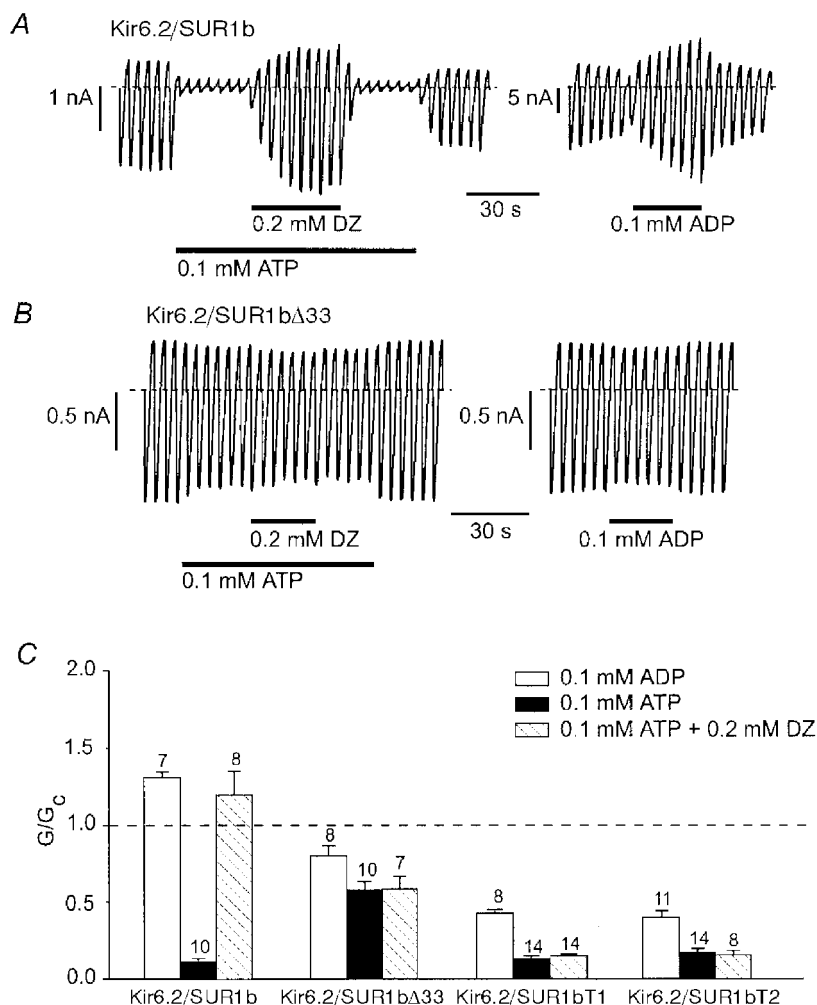 A
Kir6.2/SUR1b
1 nA
5 nA
0.2 mM DZ
30 s
0.1 mM ADP
0.1 mM ATP
B
Kir6.2/SUR1bΔ33
0.5 nA
0.5 nA
0.2 mM DZ
30 s
0.1 mM ADP
0.1 mM ATP
C
2.0
0.1 mM ADP
0.1 mM ATP
0.1 mM ATP + 0.2 mM DZ
1.5
7
8
G/Gc
1.0
8
10
7
0.5
8
11
10
14
14
14
8
0.0
Kir6.2/SUR1b
Kir6.2/SUR1bΔ33
Kir6.2/SUR1bT1
Kir6.2/SUR1bT2